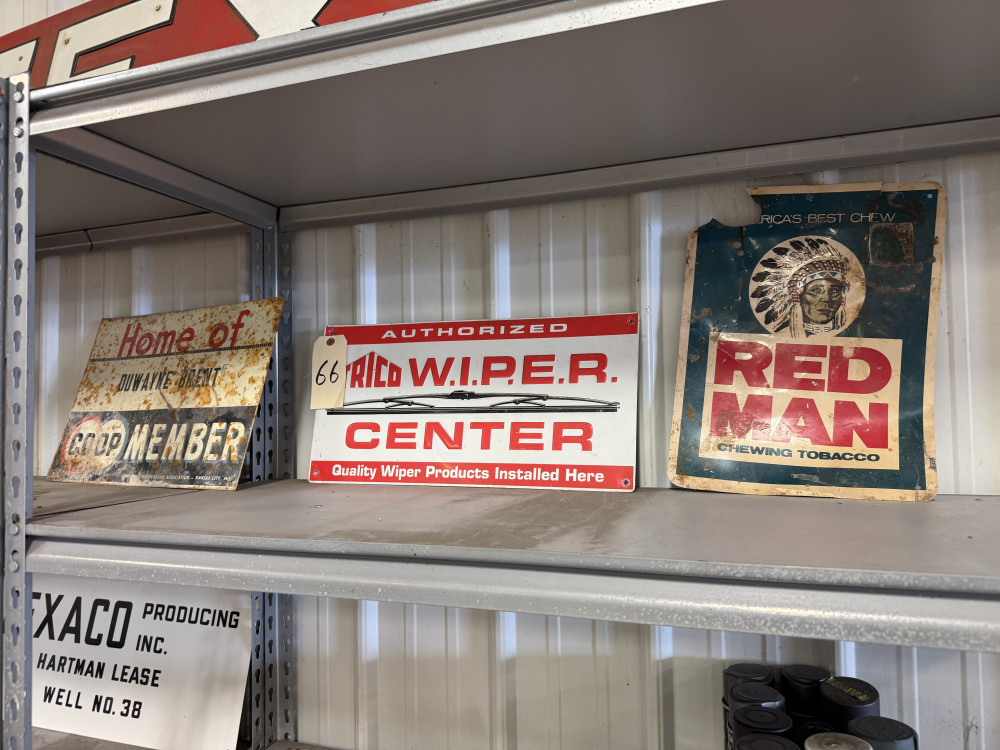 Home of
DUWAYNE BRENT
CO-OP MEMBER
AUTHORIZED
66
TRICO W.I.P.E.R.
CENTER
Quality Wiper Products Installed Here
RICA'S BEST CHEW
RED
MAN
CHEWING TOBACCO
EXACO PRODUCING
INC.
HARTMAN LEASE
WELL NO. 38